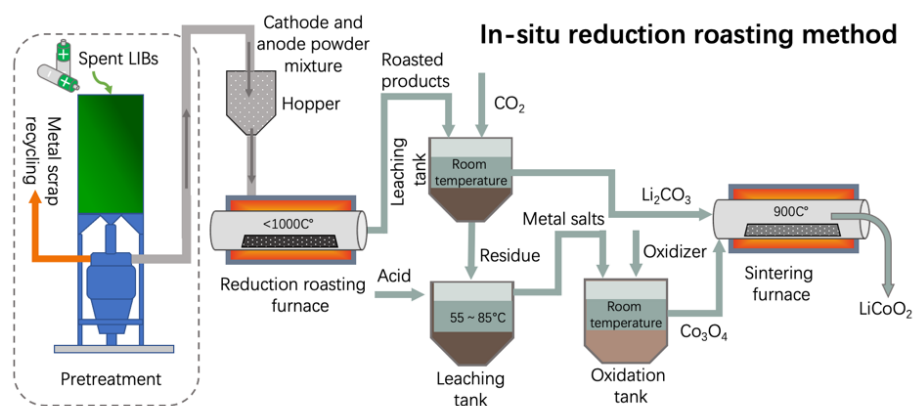 In-situ reduction roasting method
Cathode and
anode powder
mixture
Spent LIBs
Hopper
Metal scrap
recycling
Pretreatment
<1000C°
Reduction roasting
furnace
Roasted
products
CO₂
Leaching
tank
Room
temperature
Residue
Acid
55 ~ 85°C
Leaching
tank
Metal salts
Oxidizer
Room
temperature
Oxidation
tank
Li₂CO₃
Co₃O₄
900C°
Sintering
furnace
LiCoO₂